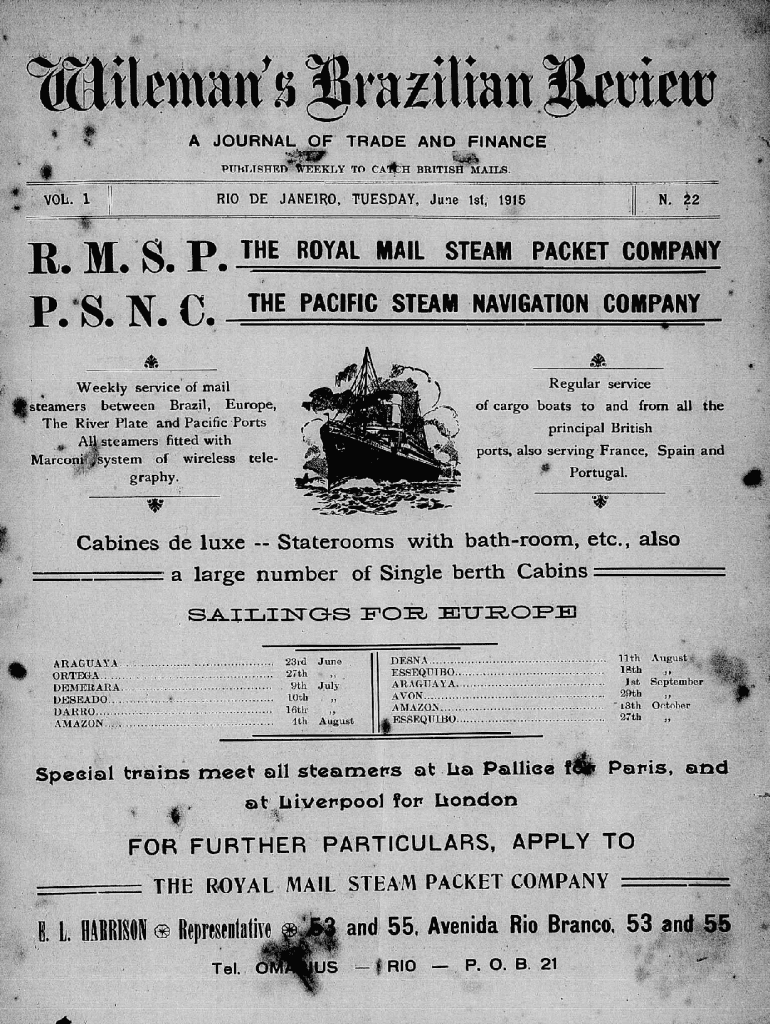 Wileman's Brazilian Review
A JOURNAL OF TRADE AND FINANCE
PUBLISHED WEEKLY TO CATCH BRITISH MAILS.
VOL. 1 RIO DE JANEIRO, TUESDAY, June 1st, 1915 N. 22
R. M. S. P. THE ROYAL MAIL STEAM PACKET COMPANY
P. S. N. C. THE PACIFIC STEAM NAVIGATION COMPANY
Weekly service of mail
steamers between Brazil, Europe,
The River Plate and Pacific Ports
All steamers fitted with
Marconi system of wireless tele-
graphy.
Regular service
of cargo boats to and from all the
principal British
ports, also serving France, Spain and
Portugal.
Cabines de luxe -- Staterooms with bath-room, etc., also
a large number of Single berth Cabins
SAILINGS FOR EUROPE
ARAGUAYA 23rd June
ORTEGA 27th ,,
DEMERARA 9th July
DESEADO 10th ,,
DARRO 16th ,,
AMAZON 4th August
DESNA 11th August
ESSEQUIBO 18th ,,
ARAGUAYA 1st September
AVON 29th ,,
AMAZON 13th October
ESSEQUIBO 27th ,,
Special trains meet all steamers at La Pallice for Paris, and
at Liverpool for London
FOR FURTHER PARTICULARS, APPLY TO
THE ROYAL MAIL STEAM PACKET COMPANY
E. L. HARRISON Representative 53 and 55, Avenida Rio Branco, 53 and 55
Tel. — RIO — P. O. B. 21